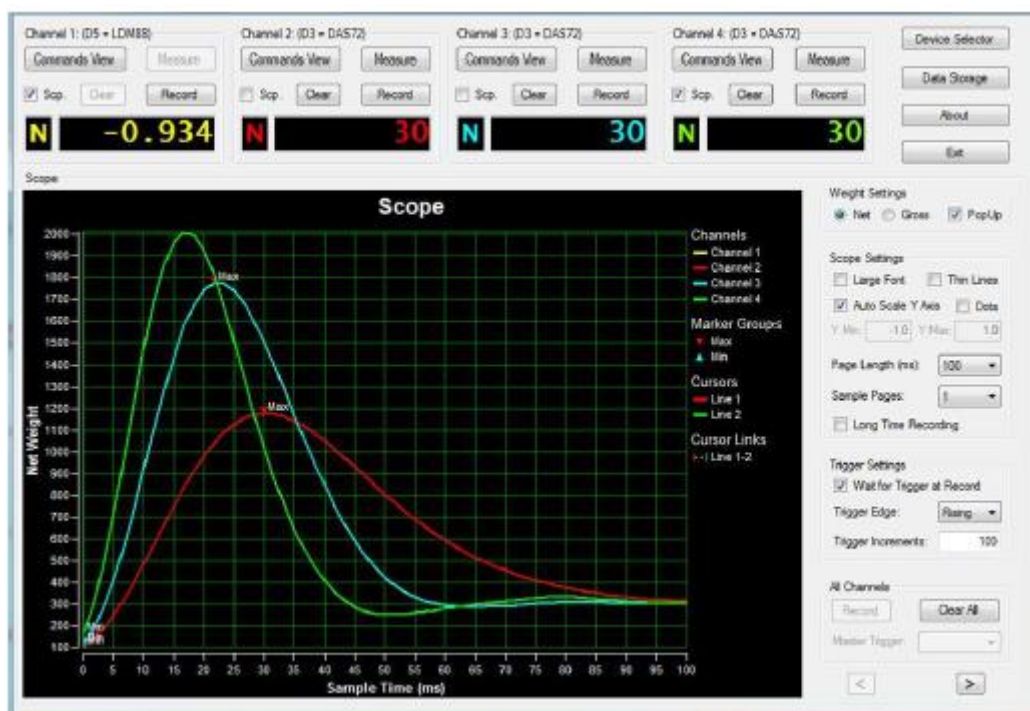 Channel 1: (D5 = LDM88)
Commands View
Measure
Scp.
Clear
Record
N
-0.934
Channel 2: (D3 = DAS72)
Commands View
Measure
Scp.
Clear
Record
N
30
Channel 3: (D3 = DAS72)
Commands View
Measure
Scp.
Clear
Record
N
30
Channel 4: (D3 = DAS72)
Commands View
Measure
Scp.
Clear
Record
N
30
Device Selector
Data Storage
About
Exit
Scope
Scope
Net Weight
2000
1900
1800
1700
1600
1500
1400
1300
1200
1100
1000
900
800
700
600
500
400
300
200
100
Max
Max
Min
0 5 10 15 20 25 30 35 40 45 50 55 60 65 70 75 80 85 90 95 100
Sample Time (ms)
Channels
Channel 1
Channel 2
Channel 3
Channel 4
Marker Groups
Max
Min
Cursors
Line 1
Line 2
Cursor Links
Line 1-2
Weight Settings
Net Gross PopUp
Scope Settings
Large Font Thin Lines
Auto Scale Y Axis Dots
Y Min: -1.0 Y Max: 1.0
Page Length (ms): 100
Sample Pages: 1
Long Time Recording
Trigger Settings
Wait for Trigger at Record
Trigger Edge: Rising
Trigger Increments: 100
All Channels
Record Clear All
Master Trigger:
< >